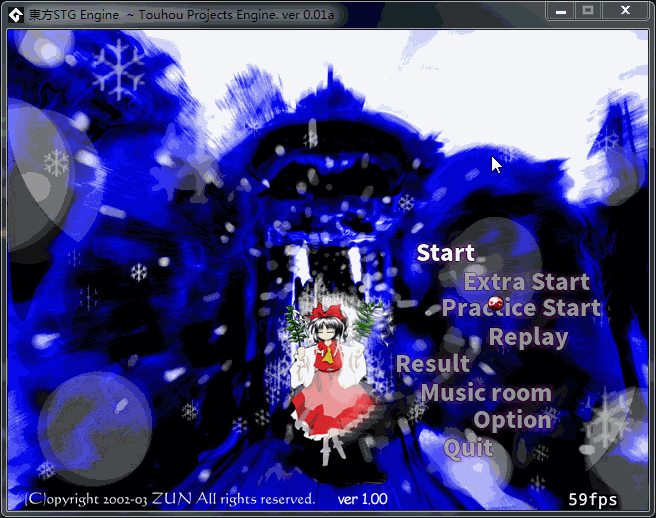 東方STG Engine ~ Touhou Projects Engine. ver 0.01a
Start
Extra Start
Practice Start
Replay
Result
Music room
Option
Quit
(C)opyright 2002-03 ZUN All rights reserved. ver 1.00
59fps